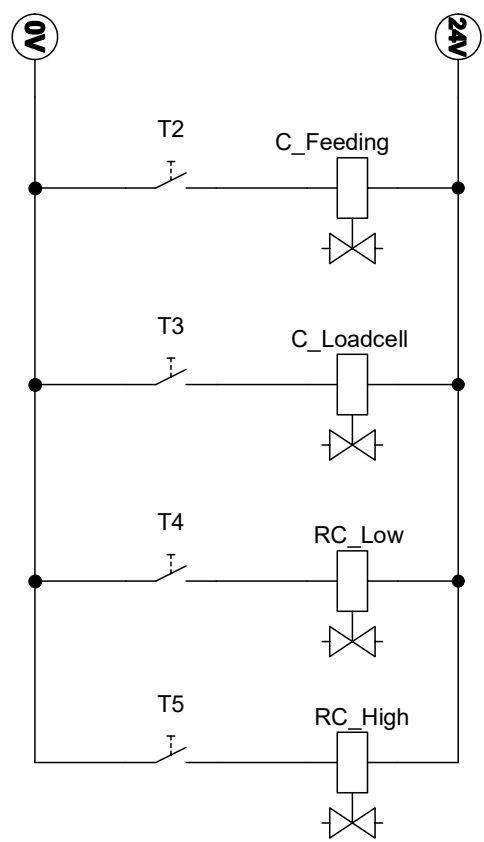 0V
24V
T2
C_Feeding
T3
C_Loadcell
T4
RC_Low
T5
RC_High